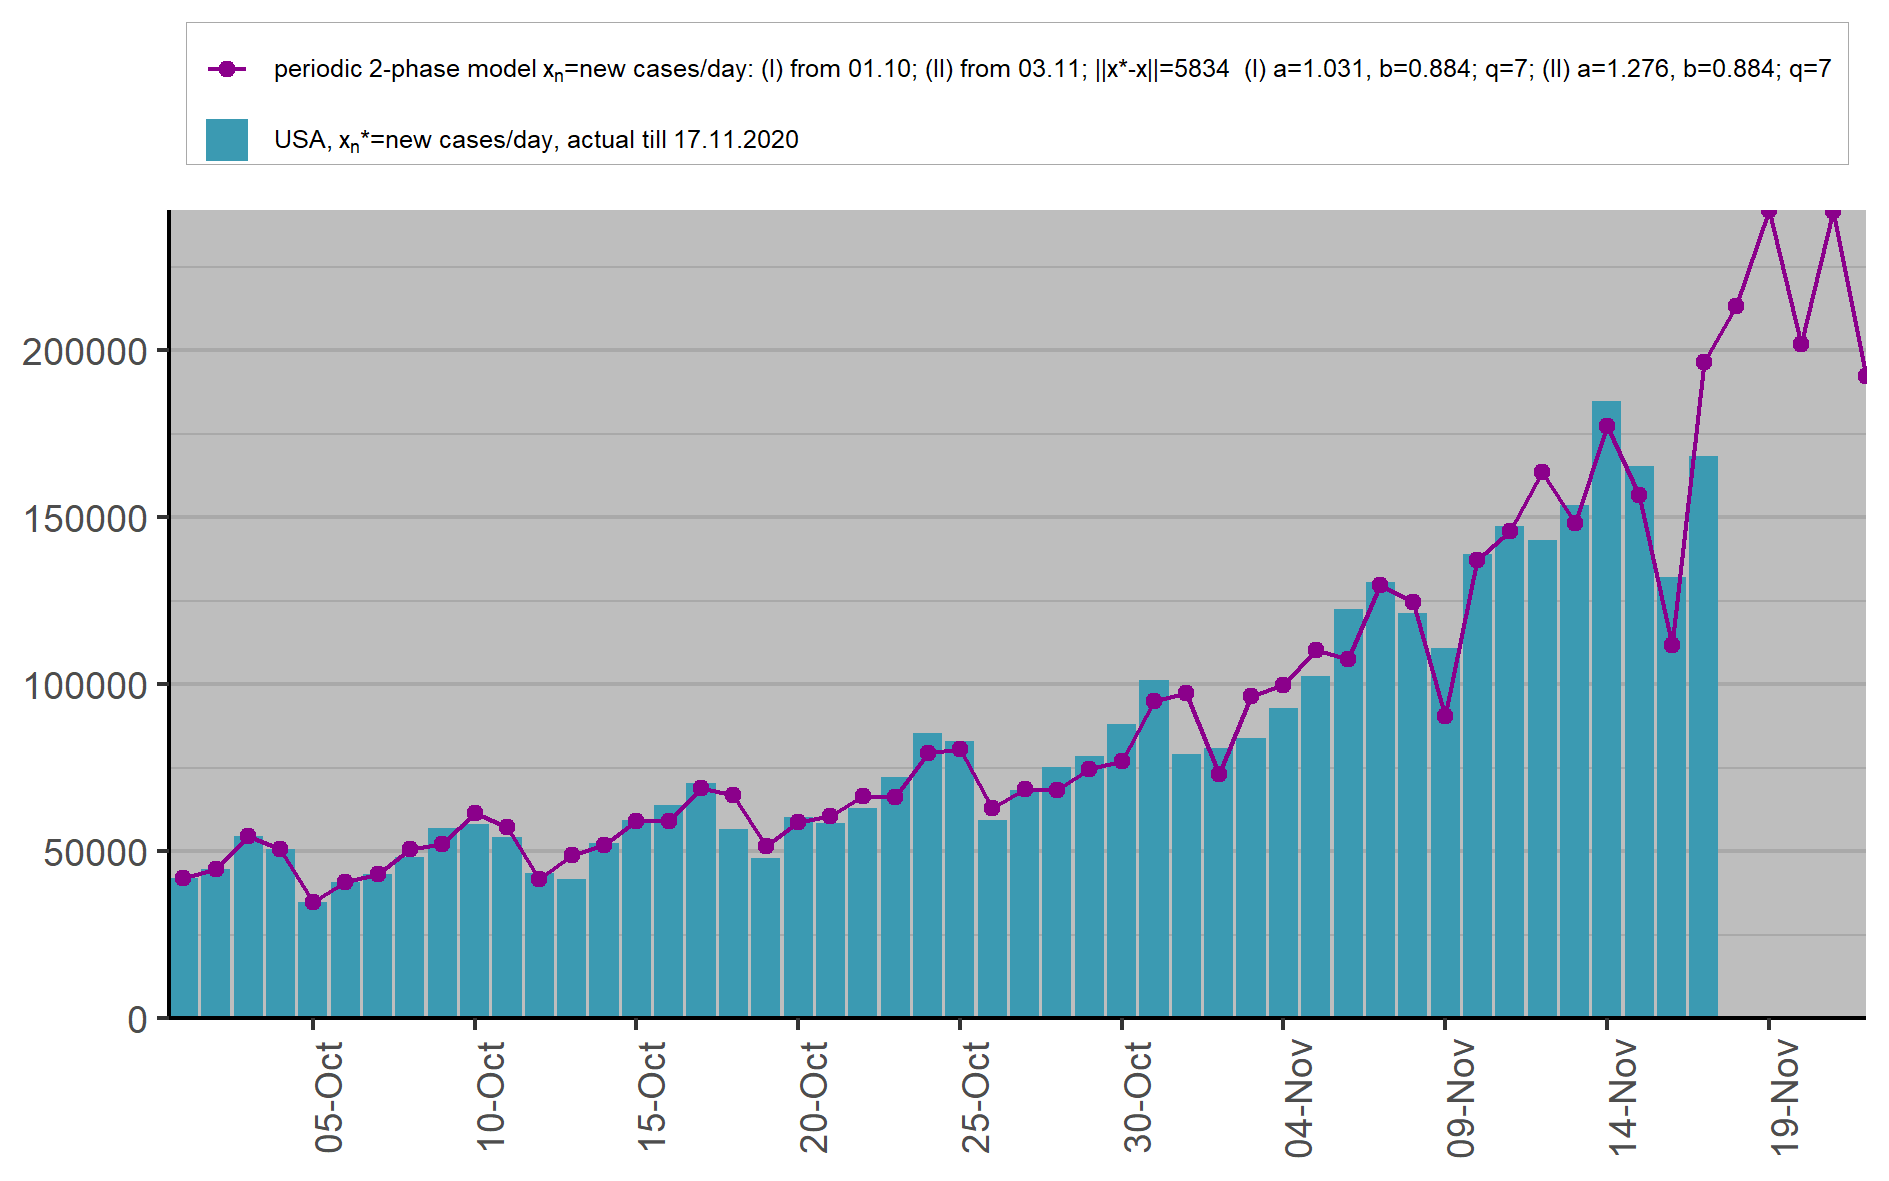 periodic 2-phase model xn=new cases/day: (I) from 01.10; (II) from 03.11; ||x*-x||=5834  (I) a=1.031, b=0.884; q=7; (II) a=1.276, b=0.884; q=7
USA, xn*=new cases/day, actual till 17.11.2020
200000
150000
100000
50000
0
05-Oct
10-Oct
15-Oct
20-Oct
25-Oct
30-Oct
04-Nov
09-Nov
14-Nov
19-Nov